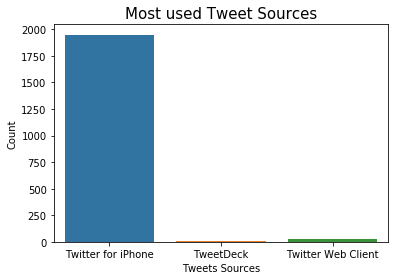 Most used Tweet Sources
2000
1750
1500
1250
1000
750
500
250
0
Count
Twitter for iPhone TweetDeck Twitter Web Client
Tweets Sources